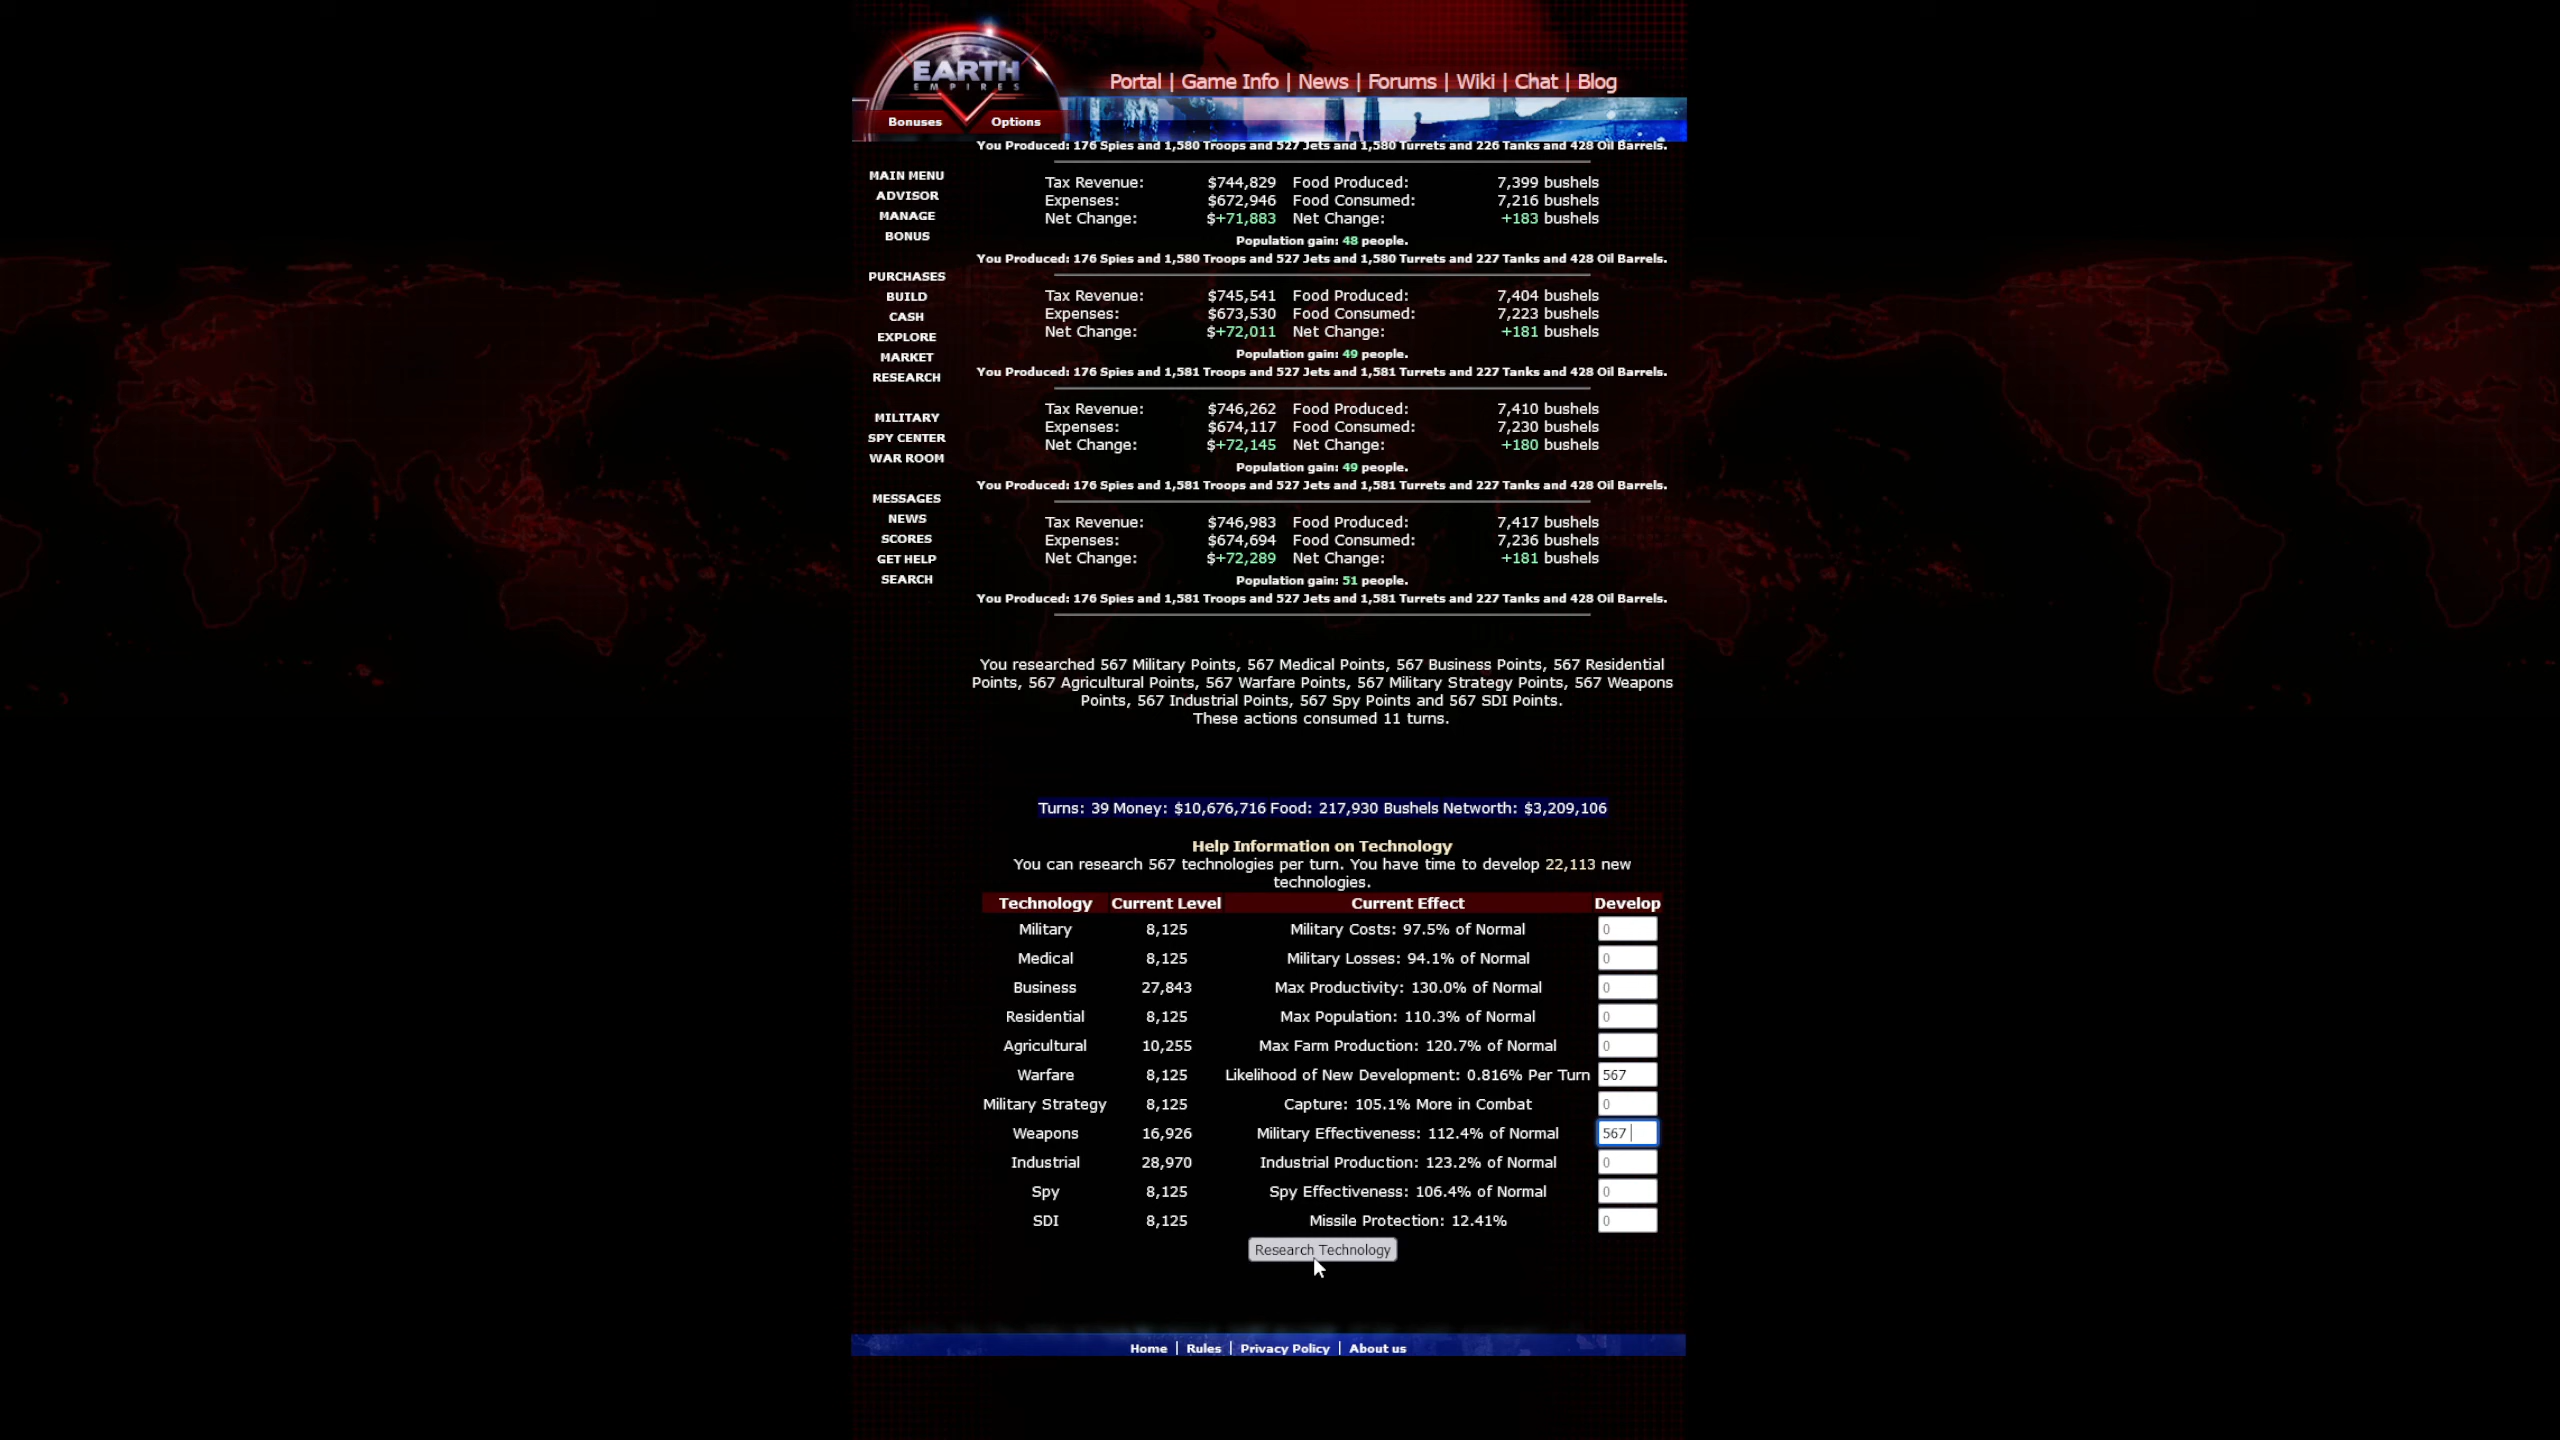 EARTH
EMPIRES
Portal | Game Info | News | Forums | Wiki | Chat | Blog
Bonuses Options
MAIN MENU
ADVISOR
MANAGE
BONUS
PURCHASES
BUILD
CASH
EXPLORE
MARKET
RESEARCH
MILITARY
SPY CENTER
WAR ROOM
MESSAGES
NEWS
SCORES
GET HELP
SEARCH
You Produced: 176 Spies and 1,580 Troops and 527 Jets and 1,580 Turrets and 226 Tanks and 428 Oil Barrels.
Tax Revenue: $744,829 Food Produced: 7,399 bushels
Expenses: $672,946 Food Consumed: 7,216 bushels
Net Change: $+71,883 Net Change: +183 bushels
Population gain: 48 people.
You Produced: 176 Spies and 1,580 Troops and 527 Jets and 1,580 Turrets and 227 Tanks and 428 Oil Barrels.
Tax Revenue: $745,541 Food Produced: 7,404 bushels
Expenses: $673,530 Food Consumed: 7,223 bushels
Net Change: $+72,011 Net Change: +181 bushels
Population gain: 49 people.
You Produced: 176 Spies and 1,581 Troops and 527 Jets and 1,581 Turrets and 227 Tanks and 428 Oil Barrels.
Tax Revenue: $746,262 Food Produced: 7,410 bushels
Expenses: $674,117 Food Consumed: 7,230 bushels
Net Change: $+72,145 Net Change: +180 bushels
Population gain: 49 people.
You Produced: 176 Spies and 1,581 Troops and 527 Jets and 1,581 Turrets and 227 Tanks and 428 Oil Barrels.
Tax Revenue: $746,983 Food Produced: 7,417 bushels
Expenses: $674,694 Food Consumed: 7,236 bushels
Net Change: $+72,289 Net Change: +181 bushels
Population gain: 51 people.
You Produced: 176 Spies and 1,581 Troops and 527 Jets and 1,581 Turrets and 227 Tanks and 428 Oil Barrels.
You researched 567 Military Points, 567 Medical Points, 567 Business Points, 567 Residential
Points, 567 Agricultural Points, 567 Warfare Points, 567 Military Strategy Points, 567 Weapons
Points, 567 Industrial Points, 567 Spy Points and 567 SDI Points.
These actions consumed 11 turns.
Turns: 39 Money: $10,676,716 Food: 217,930 Bushels Networth: $3,209,106
Help Information on Technology
You can research 567 technologies per turn. You have time to develop 22,113 new
technologies.
Technology Current Level Current Effect Develop
Military 8,125 Military Costs: 97.5% of Normal 0
Medical 8,125 Military Losses: 94.1% of Normal 0
Business 27,843 Max Productivity: 130.0% of Normal 0
Residential 8,125 Max Population: 110.3% of Normal 0
Agricultural 10,255 Max Farm Production: 120.7% of Normal 0
Warfare 8,125 Likelihood of New Development: 0.816% Per Turn 567
Military Strategy 8,125 Capture: 105.1% More in Combat 0
Weapons 16,926 Military Effectiveness: 112.4% of Normal 567
Industrial 28,970 Industrial Production: 123.2% of Normal 0
Spy 8,125 Spy Effectiveness: 106.4% of Normal 0
SDI 8,125 Missile Protection: 12.41% 0
Research Technology
Home | Rules | Privacy Policy | About us